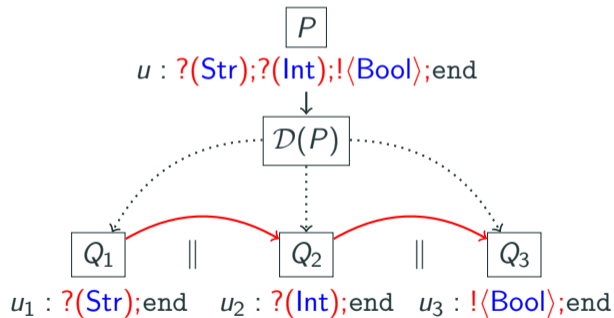 P
u : ?(Str);?(Int);!⟨Bool⟩;end
𝒟(P)
Q₁ ∥ Q₂ ∥ Q₃
u₁ : ?(Str);end u₂ : ?(Int);end u₃ : !⟨Bool⟩;end